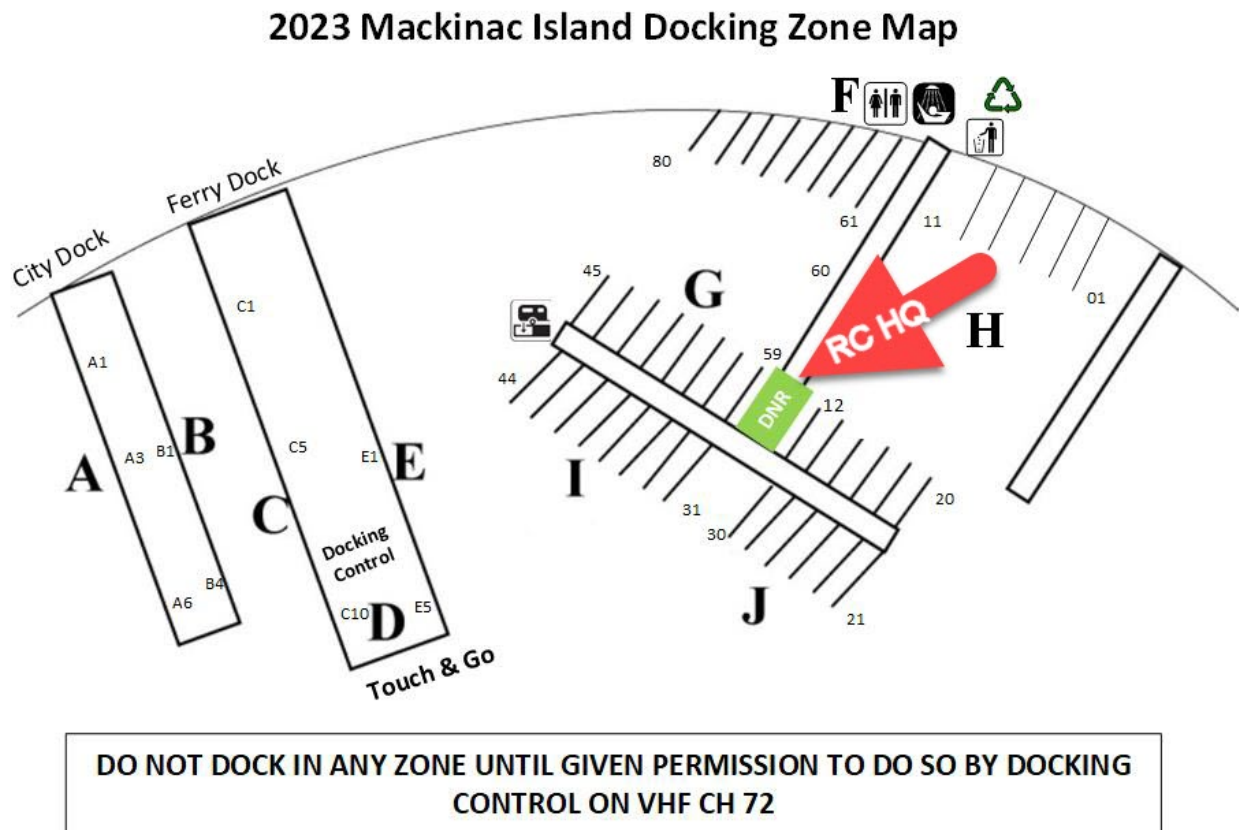 2023 Mackinac Island Docking Zone Map
F
80
Ferry Dock
61
11
City Dock
45
G
60
01
C1
RC HQ
H
A1
59
44
12
DNR
B
C5
A
A3
B1
E1
E
I
20
C
31
30
Docking
Control
B4
A6
C10
D
E5
J
21
Touch & Go
DO NOT DOCK IN ANY ZONE UNTIL GIVEN PERMISSION TO DO SO BY DOCKING
CONTROL ON VHF CH 72